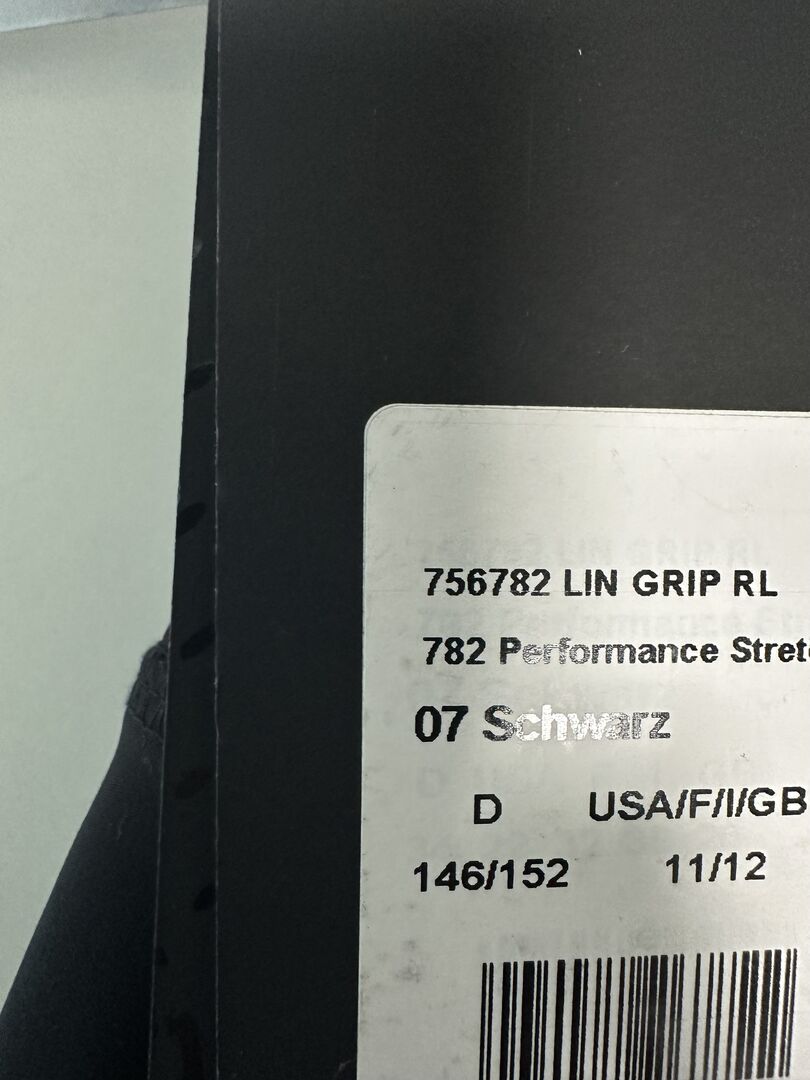 756782 LIN GRIP RL
782 Performance
07 Schwarz
D USA/F/I/GB
146/152 11/12